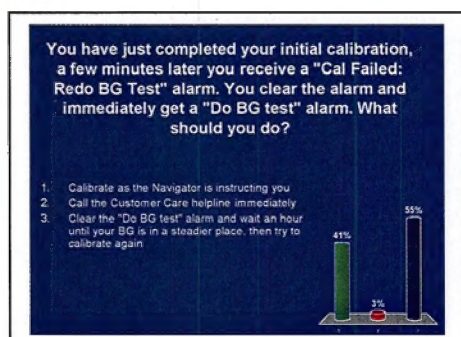 You have just completed your initial calibration,
a few minutes later you receive a "Cal Failed:
Redo BG Test" alarm. You clear the alarm and
immediately get a "Do BG test" alarm. What
should you do?
1. Calibrate as the Navigator is instructing you
2. Call the Customer Care helpline immediately
3. Clear the "Do BG test" alarm and wait an hour
until your BG is in a steadier place, then try to
calibrate again
41%
3%
55%